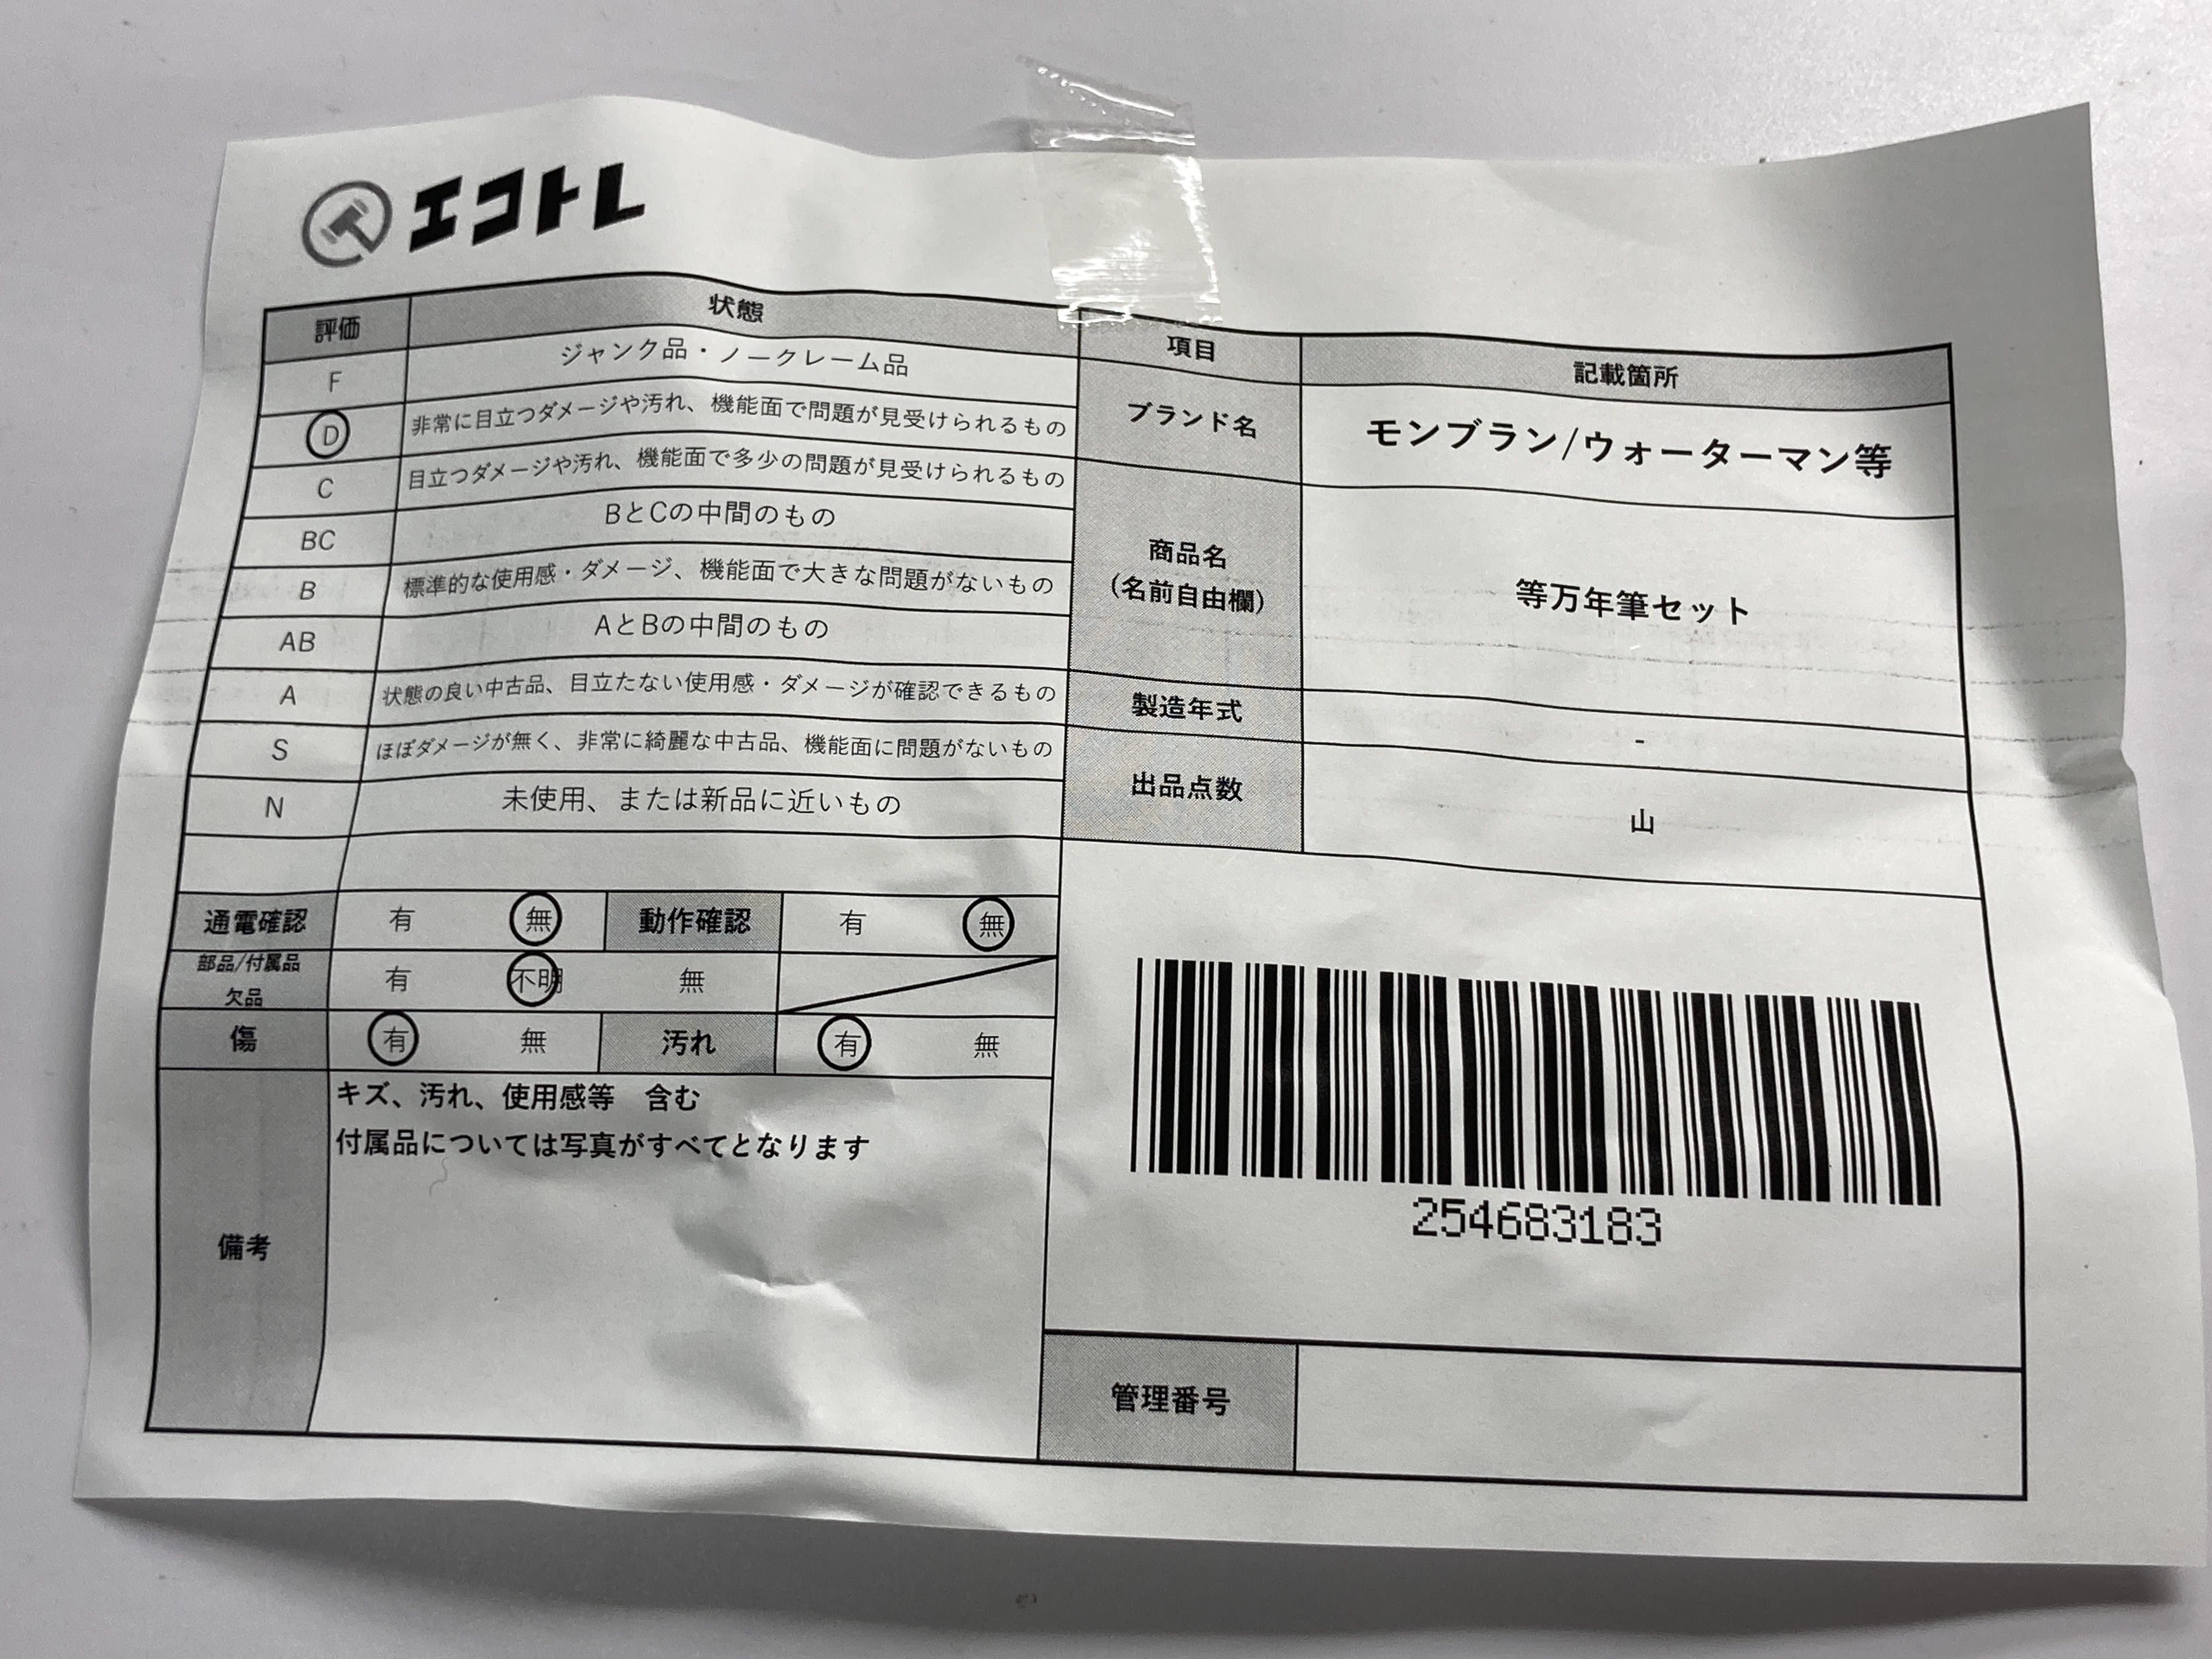 エコトレ
評価 状態
F ジャンク品・ノークレーム品
D 非常に目立つダメージや汚れ、機能面で問題が見受けられるもの
C 目立つダメージや汚れ、機能面で多少の問題が見受けられるもの
BC BとCの中間のもの
B 標準的な使用感・ダメージ、機能面で大きな問題がないもの
AB AとBの中間のもの
A 状態の良い中古品、目立たない使用感・ダメージが確認できるもの
S ほぼダメージが無く、非常に綺麗な中古品、機能面に問題がないもの
N 未使用、または新品に近いもの
通電確認 有 無 動作確認 有 無
部品/付属品
欠品 有 不明 無
傷 有 無 汚れ 有 無
備考
キズ、汚れ、使用感等　含む
付属品については写真がすべてとなります
項目 記載箇所
ブランド名 モンブラン/ウォーターマン等
商品名
（名前自由欄）
等万年筆セット
製造年式 -
出品点数 山
254683183
管理番号